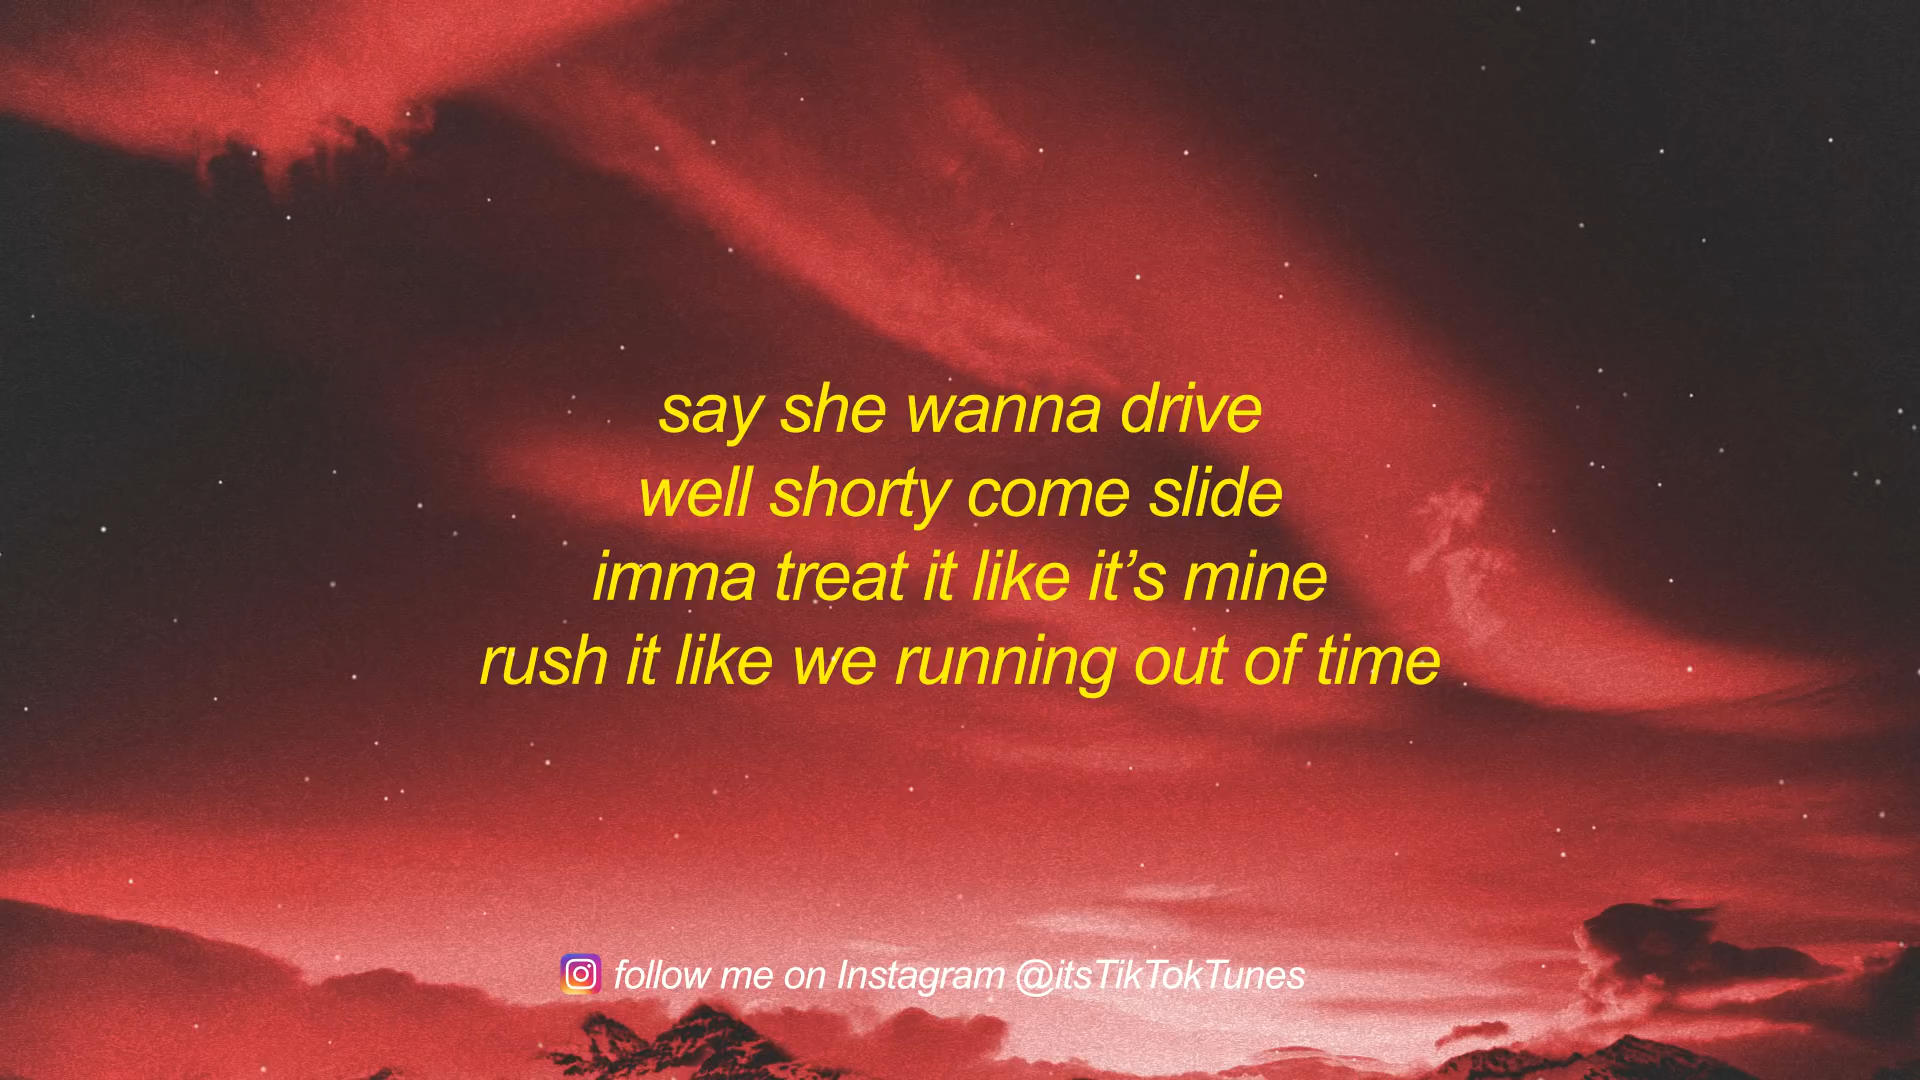 say she wanna drive
well shorty come slide
imma treat it like it’s mine
rush it like we running out of time
follow me on Instagram @itsTikTokTunes